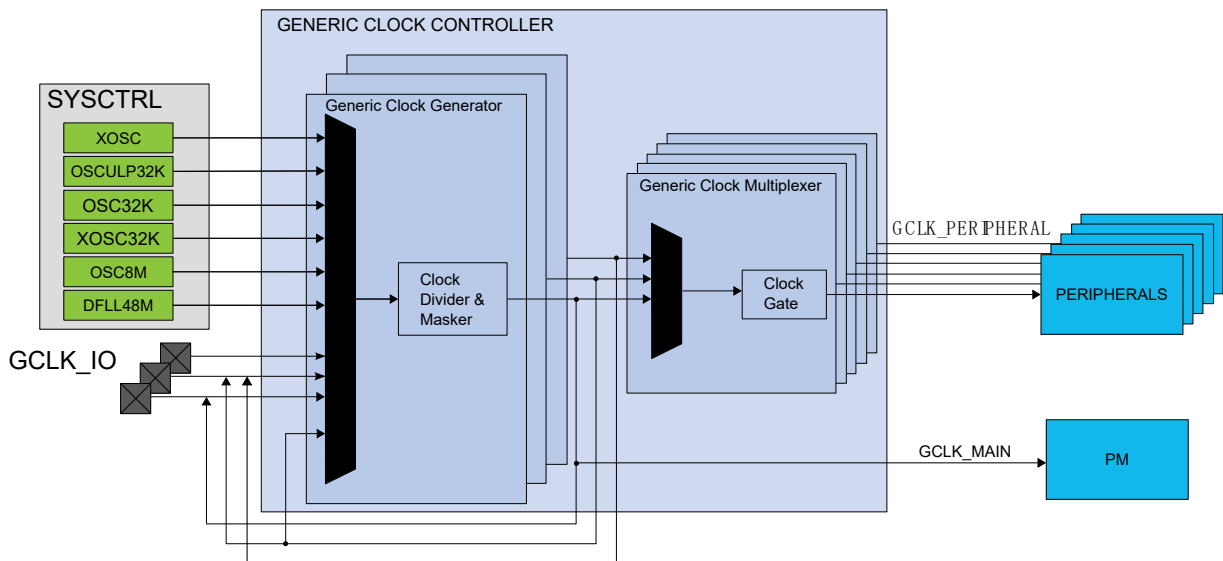 GENERIC CLOCK CONTROLLER
SYSCTRL
XOSC
OSCULP32K
OSC32K
XOSC32K
OSC8M
DFLL48M
GCLK_IO
Generic Clock Generator
Clock
Divider &
Masker
Generic Clock Multiplexer
Clock
Gate
GCLK_PERIPHERAL
PERIPHERALS
GCLK_MAIN
PM